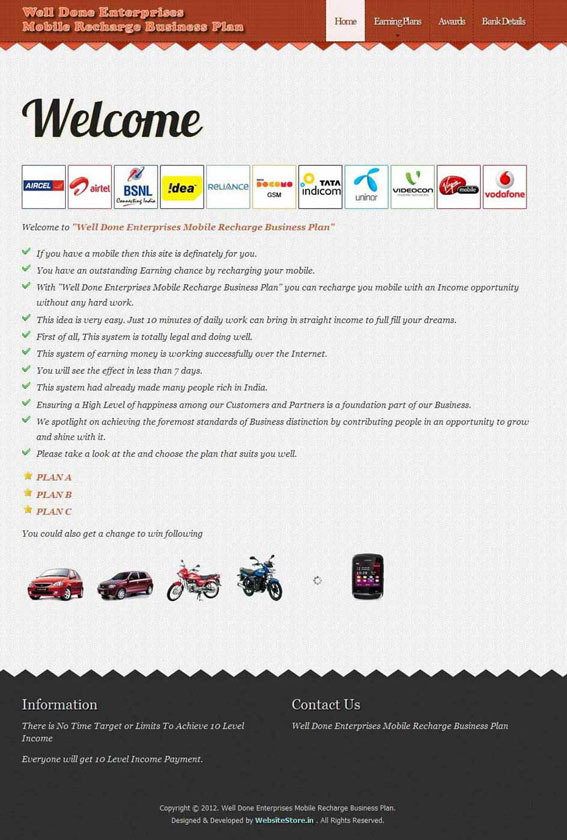 Well Done Enterprises
Mobile Recharge Business Plan
Home
Earning Plans
Awards
Bank Details
Welcome
AIRCEL
airtel
BSNL
Connecting India
!dea
RELIANCE
TATA
DOCOMO
GSM
TATA
indicom
uninor
VIDEOCON
Virgin
mobile
vodafone
Welcome to "Well Done Enterprises Mobile Recharge Business Plan"
If you have a mobile then this site is definately for you.
You have an outstanding Earning chance by recharging your mobile.
With "Well Done Enterprises Mobile Recharge Business Plan" you can recharge you mobile with an Income opportunity
without any hard work.
This idea is very easy. Just 10 minutes of daily work can bring in straight income to full fill your dreams.
First of all, This system is totally legal and doing well.
This system of earning money is working successfully over the Internet.
You will see the effect in less than 7 days.
This system had already made many people rich in India.
Ensuring a High Level of happiness among our Customers and Partners is a foundation part of our Business.
We spotlight on achieving the foremost standards of Business distinction by contributing people in an opportunity to grow
and shine with it.
Please take a look at the and choose the plan that suits you well.
PLAN A
PLAN B
PLAN C
You could also get a change to win following
Information
There is No Time Target or Limits To Achieve 10 Level
Income
Everyone will get 10 Level Income Payment.
Contact Us
Well Done Enterprises Mobile Recharge Business Plan
Copyright © 2012. Well Done Enterprises Mobile Recharge Business Plan.
Designed & Developed by WebsiteStore.in . All Rights Reserved.